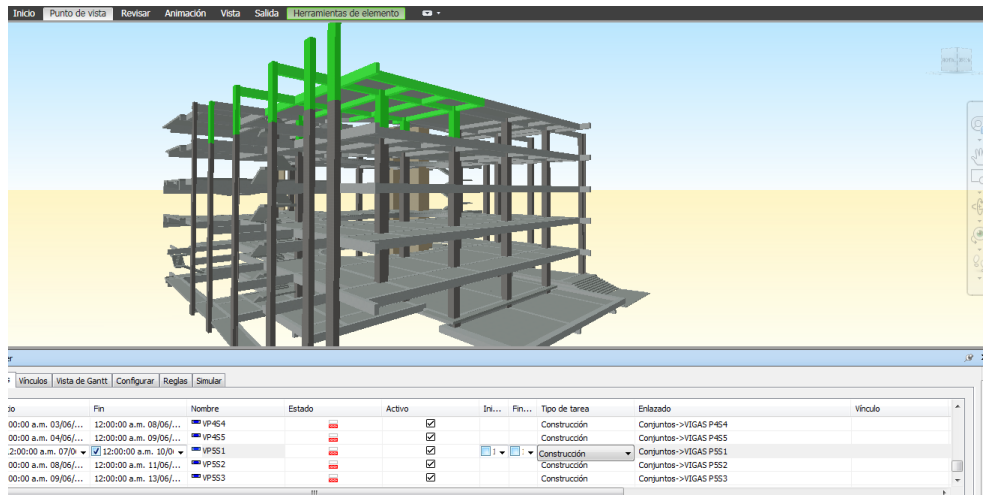 Inicio Punto de vista Revisar Animación Vista Salida Herramientas de elemento
er
Vínculos Vista de Gantt Configurar Reglas Simular
Fin Nombre Estado Activo Ini... Fin... Tipo de tarea Enlazado Vínculo
00:00 a.m. 03/06/... 12:00:00 a.m. 08/06/... VP4S4 Construcción Conjuntos->VIGAS P4S4
00:00 a.m. 04/06/... 12:00:00 a.m. 09/06/... VP4S5 Construcción Conjuntos->VIGAS P4S5
2:00:00 a.m. 07/0 12:00:00 a.m. 10/0 VP5S1 Construcción Conjuntos->VIGAS P5S1
00:00 a.m. 08/06/... 12:00:00 a.m. 11/06/... VP5S2 Construcción Conjuntos->VIGAS P5S2
00:00 a.m. 09/06/... 12:00:00 a.m. 13/06/... VP5S3 Construcción Conjuntos->VIGAS P5S3